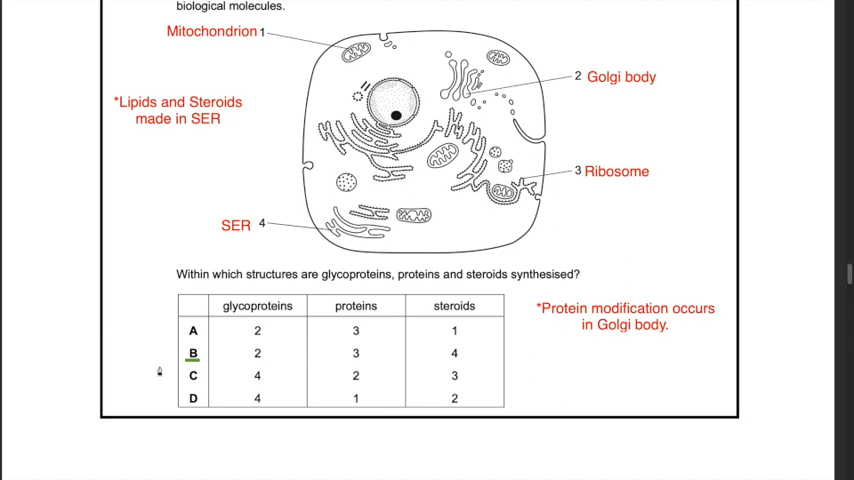 biological molecules.
Mitochondrion 1
2 Golgi body
*Lipids and Steroids
made in SER
3 Ribosome
SER 4
Within which structures are glycoproteins, proteins and steroids synthesised?
glycoproteins proteins steroids
A 2 3 1
B 2 3 4
C 4 2 3
D 4 1 2
*Protein modification occurs
in Golgi body.